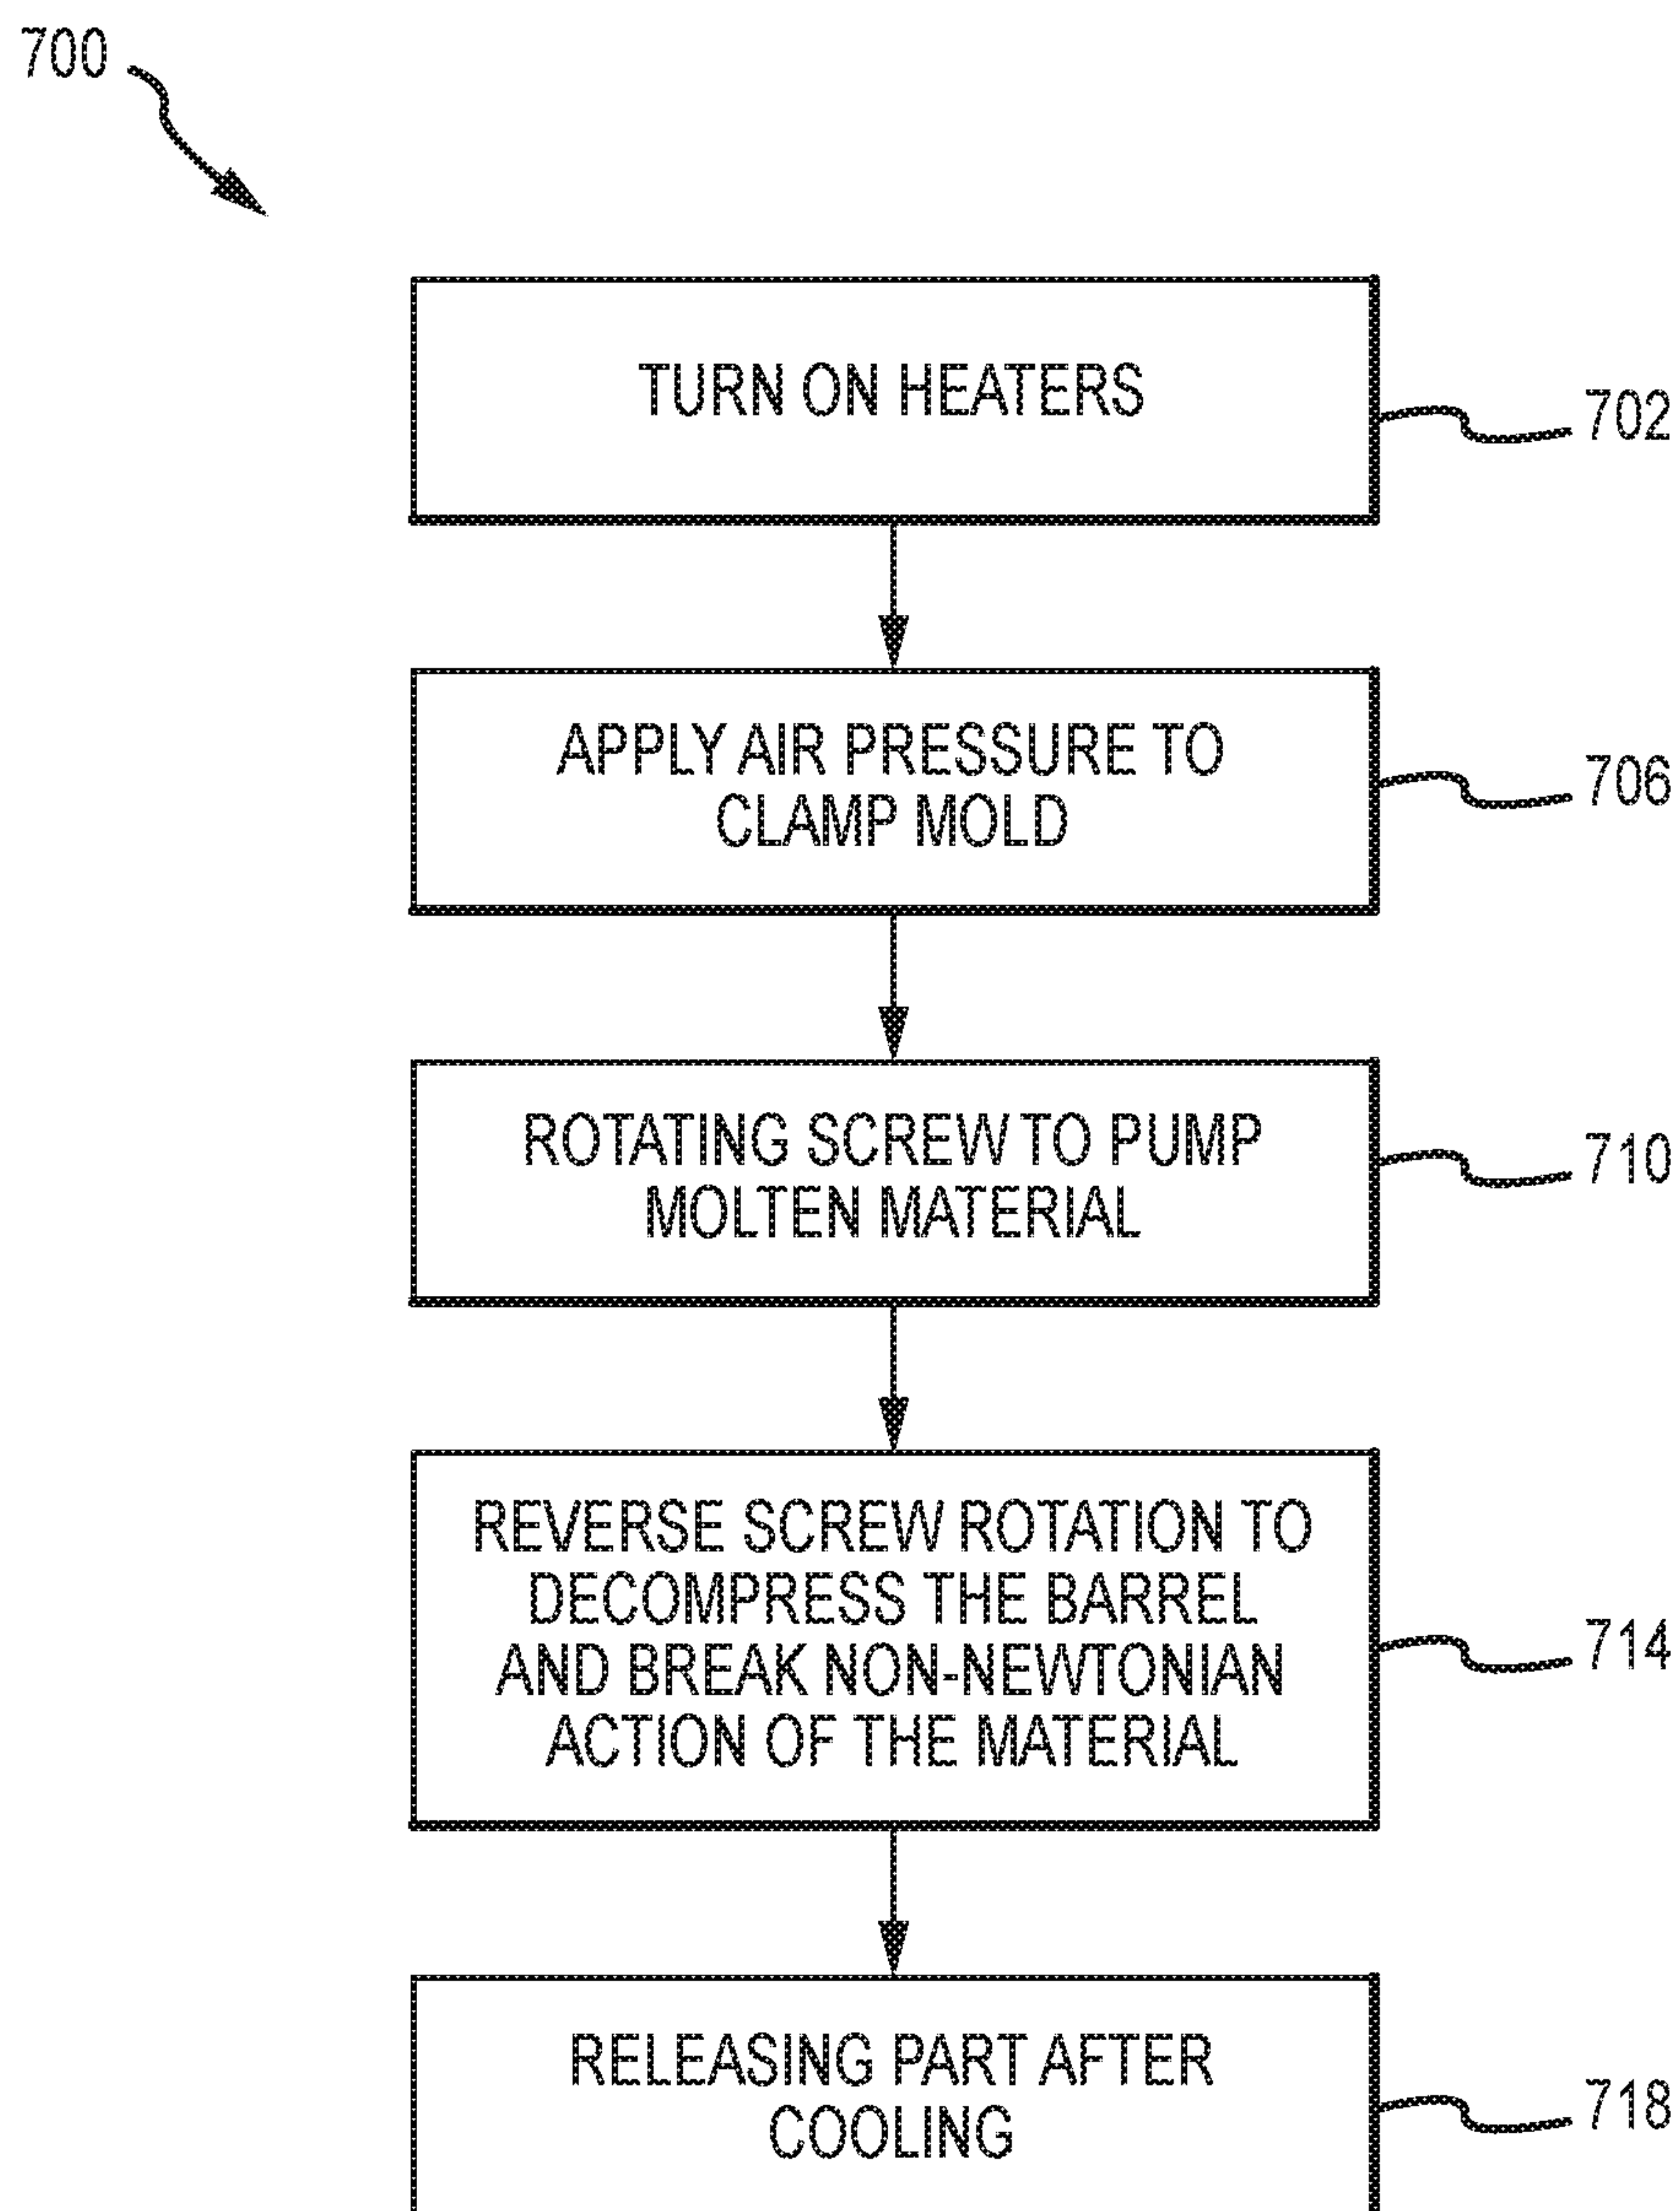 700
TURN ON HEATERS
702
APPLY AIR PRESSURE TO
CLAMP MOLD
706
ROTATING SCREW TO PUMP
MOLTEN MATERIAL
710
REVERSE SCREW ROTATION TO
DECOMPRESS THE BARREL
AND BREAK NON-NEWTONIAN
ACTION OF THE MATERIAL
714
RELEASING PART AFTER
COOLING
718